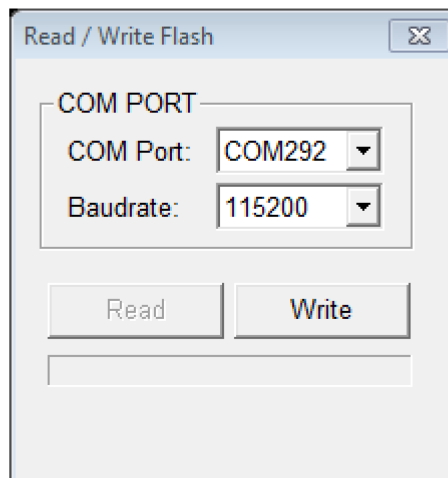 Read / Write Flash
COM PORT
COM Port: COM292
Baudrate: 115200
Read Write